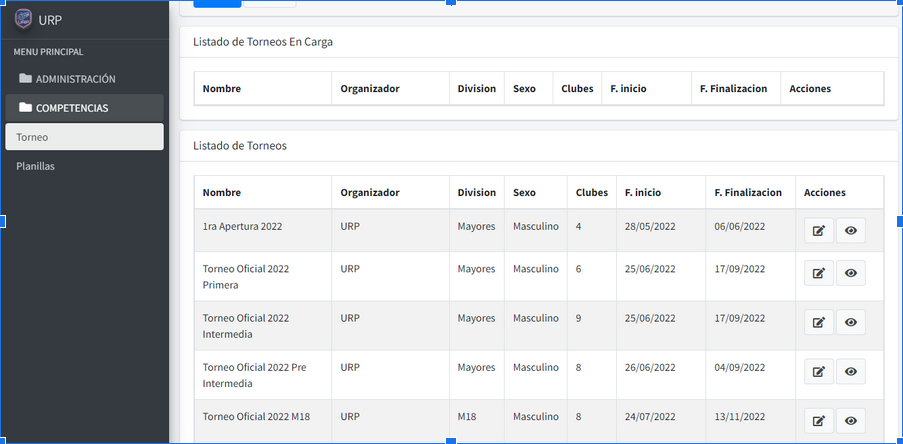 URP
MENU PRINCIPAL
ADMINISTRACIÓN
COMPETENCIAS
Torneo
Planillas
Listado de Torneos En Carga
Nombre Organizador Division Sexo Clubes F. inicio F. Finalizacion Acciones
Listado de Torneos
Nombre Organizador Division Sexo Clubes F. inicio F. Finalizacion Acciones
1ra Apertura 2022 URP Mayores Masculino 4 28/05/2022 06/06/2022
Torneo Oficial 2022 URP Mayores Masculino 6 25/06/2022 17/09/2022
Primera
Torneo Oficial 2022 URP Mayores Masculino 9 25/06/2022 17/09/2022
Intermedia
Torneo Oficial 2022 Pre URP Mayores Masculino 8 26/06/2022 04/09/2022
Intermedia
Torneo Oficial 2022 M18 URP M18 Masculino 8 24/07/2022 13/11/2022